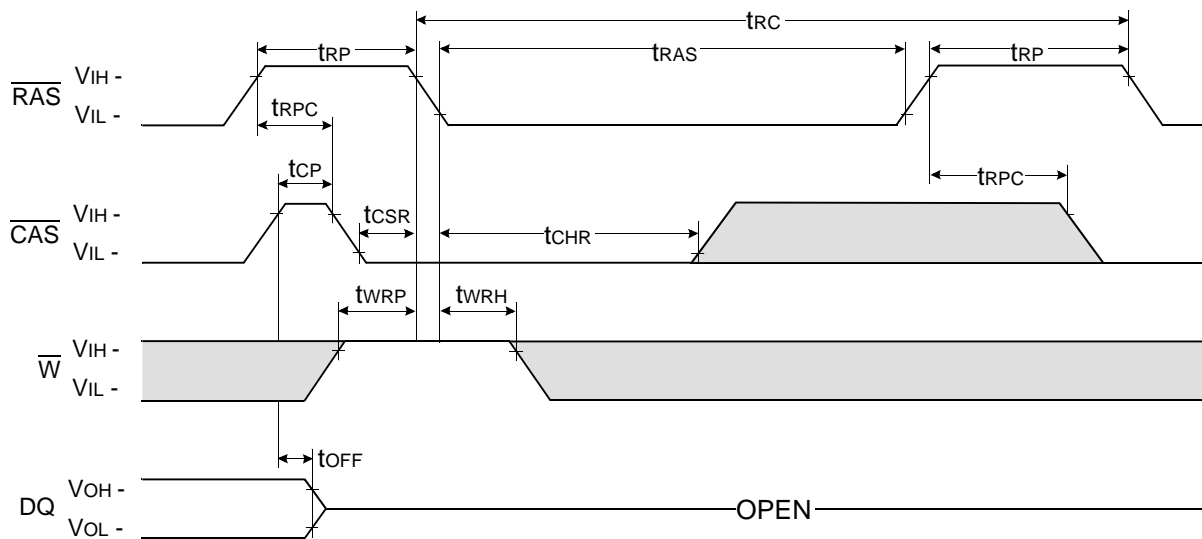 tRC
tRP tRAS tRP
RAS
VIH -
VIL -
tRPC
tCP
tRPC
CAS
VIH -
VIL -
tCSR
tCHR
tWRP tWRH
W
VIH -
VIL -
tOFF
DQ
VOH -
VOL -
OPEN